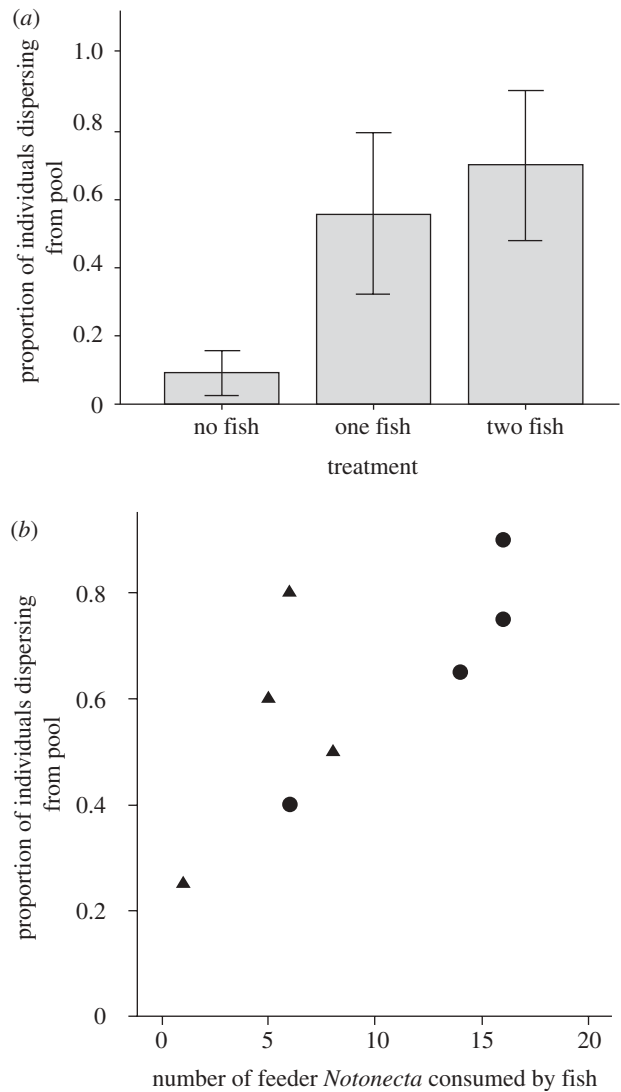 (a)
proportion of individuals dispersing
from pool
1.0
0.8
0.6
0.4
0.2
0
no fish
one fish
two fish
treatment
(b)
proportion of individuals dispersing
from pool
0.8
0.6
0.4
0.2
0
0
5
10
15
20
number of feeder Notonecta consumed by fish